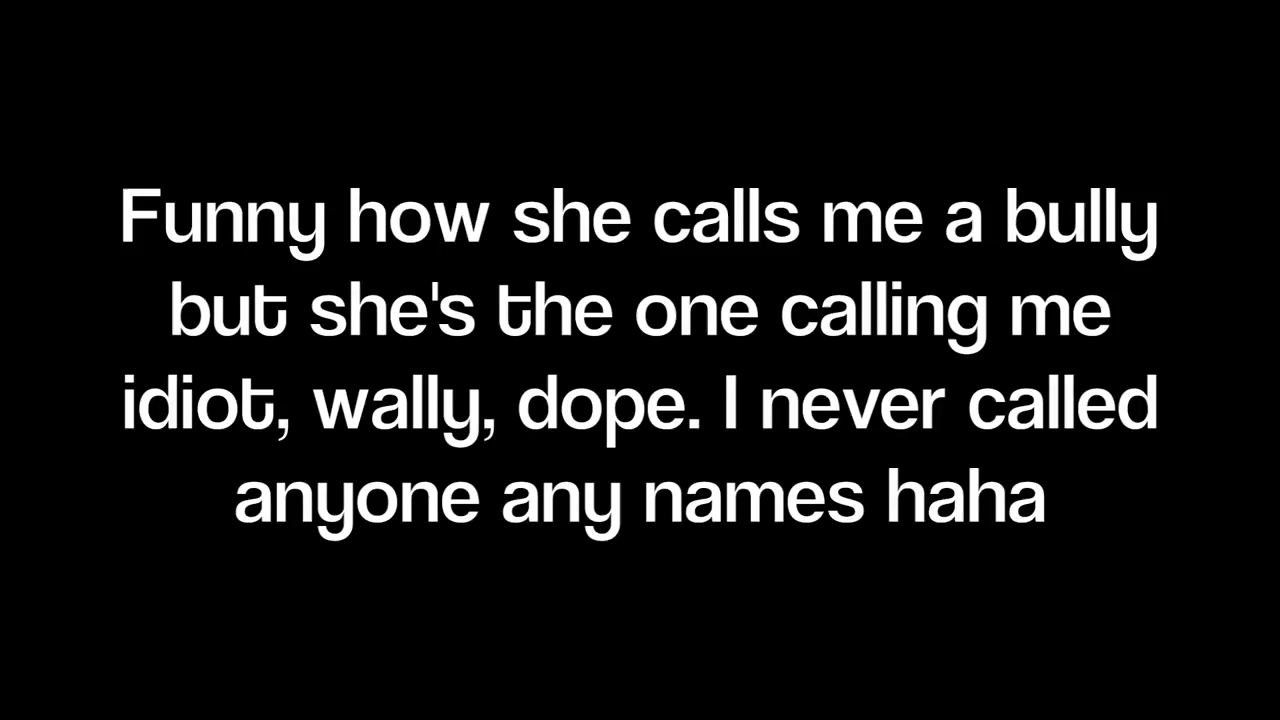 Funny how she calls me a bully
but she's the one calling me
idiot, wally, dope. I never called
anyone any names haha